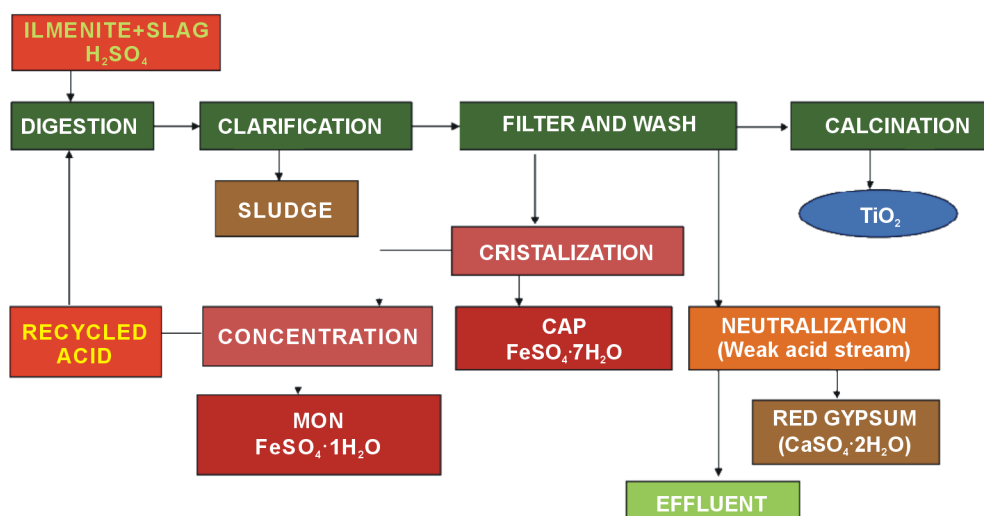 ILMENITE+SLAG
H₂SO₄
DIGESTION
CLARIFICATION
FILTER AND WASH
CALCINATION
SLUDGE
TiO₂
CRISTALIZATION
RECYCLED
ACID
CONCENTRATION
CAP
FeSO₄·7H₂O
NEUTRALIZATION
(Weak acid stream)
MON
FeSO₄·1H₂O
RED GYPSUM
(CaSO₄·2H₂O)
EFFLUENT